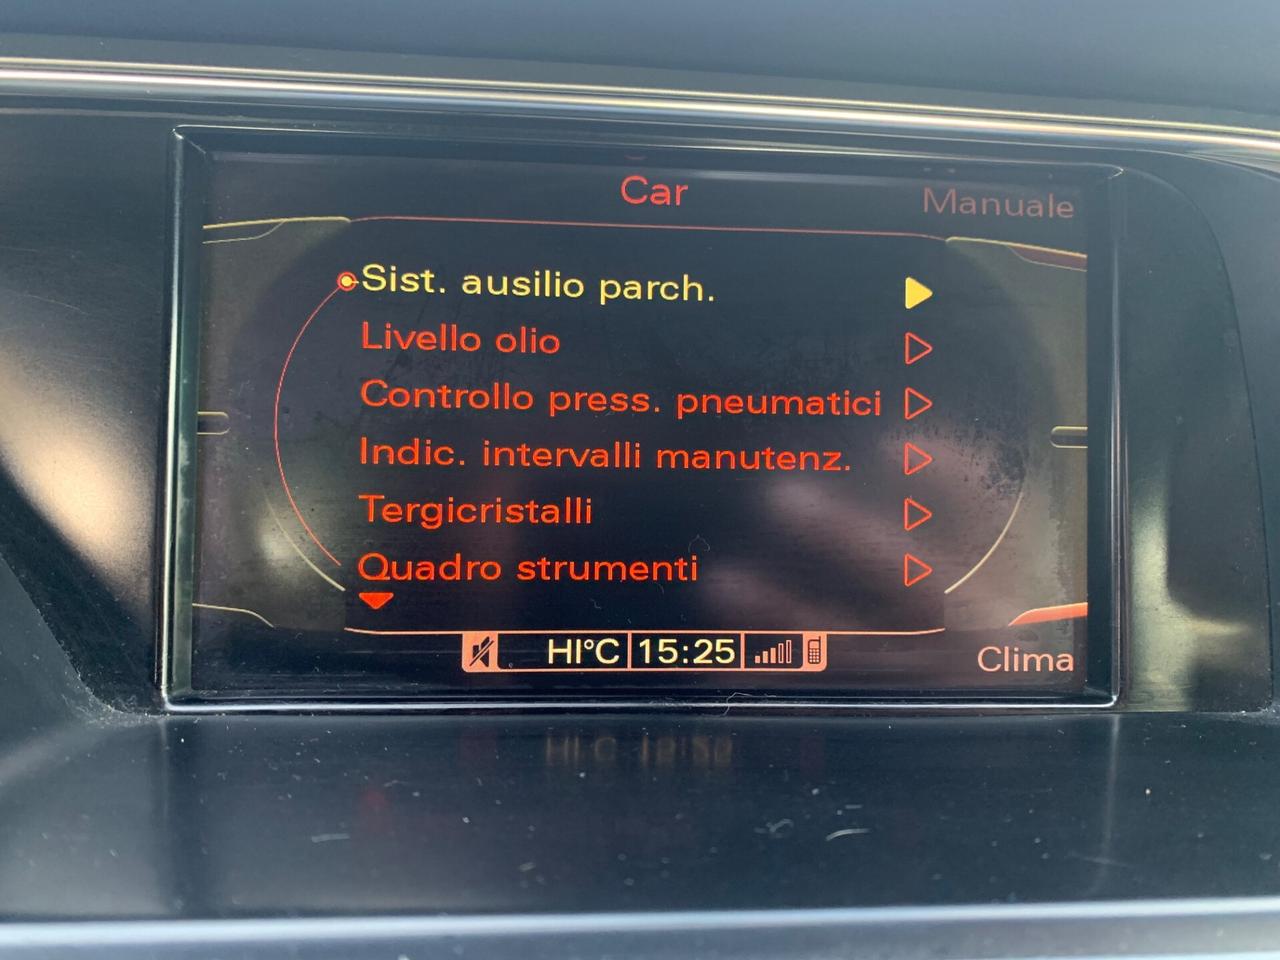 Car
Manuale
Sist. ausilio parch.
Livello olio
Controllo press. pneumatici
Indic. intervalli manutenz.
Tergicristalli
Quadro strumenti
HI°C 15:25
Clima